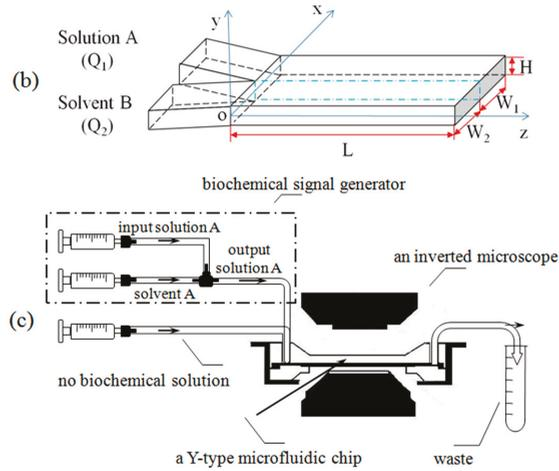 (b)
Solution A
(Q1)
Solvent B
(Q2)
y
x
o
z
H
W1
W2
L
(c)
biochemical signal generator
input solution A
output
solution A
solvent A
no biochemical solution
an inverted microscope
a Y-type microfluidic chip
waste